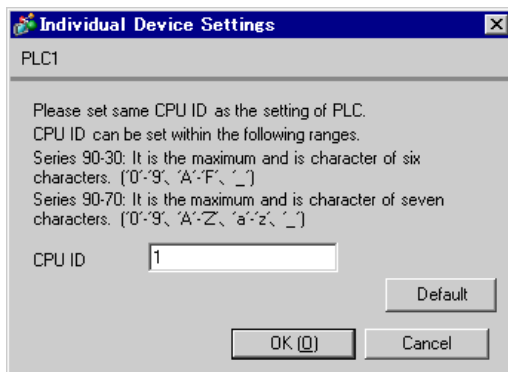 Individual Device Settings
PLC1
Please set same CPU ID as the setting of PLC.
CPU ID can be set within the following ranges.
Series 90-30: It is the maximum and is character of six
characters. (´0´-´9´、´A´-´F´、´_´)
Series 90-70: It is the maximum and is character of seven
characters. (´0´-´9´、´A´-´Z´、´a´-´z´、´_´)
CPU ID 1
Default
OK (O) Cancel